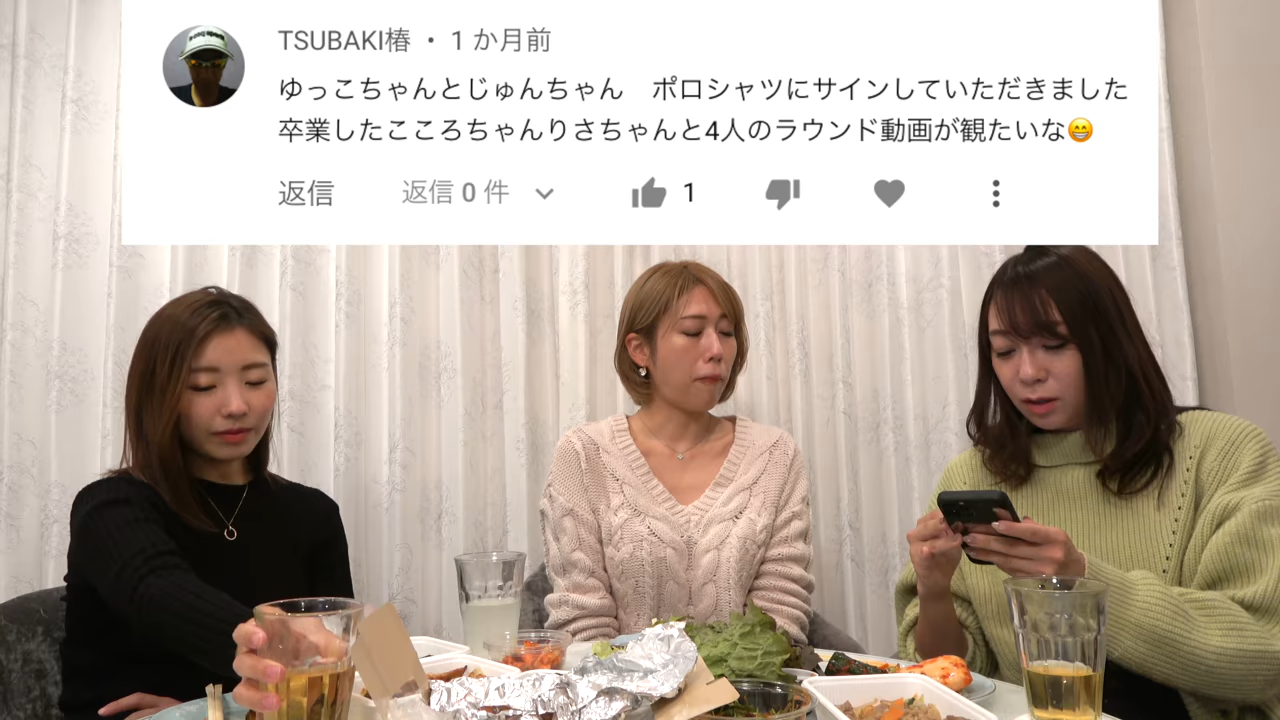 TSUBAKI椿 ・ 1 か月前
ゆっこちゃんとじゅんちゃん　ポロシャツにサインしていただきました
卒業したこころちゃんりさちゃんと4人のラウンド動画が観たいな😁
返信 返信 0 件 1